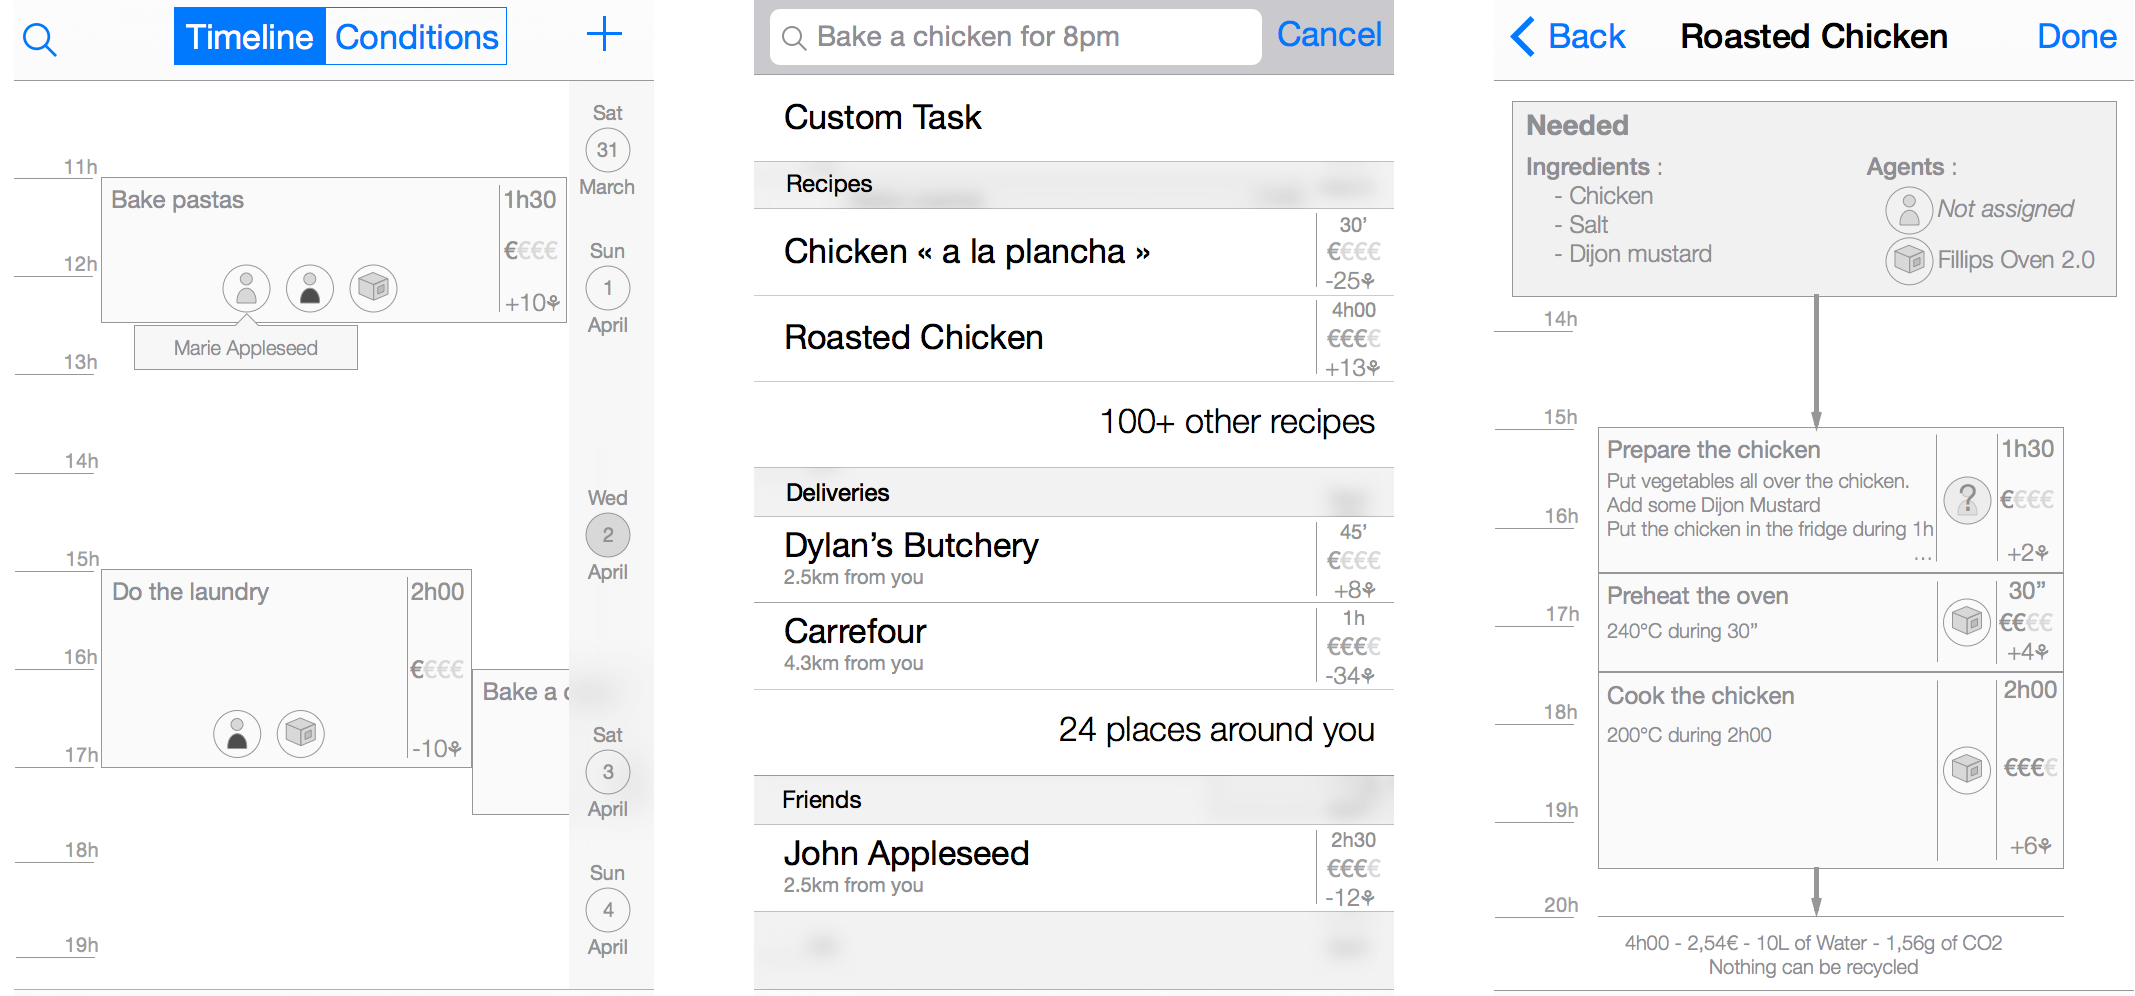 Timeline
Conditions
+
11h
Bake pastas
1h30
€€€€
+10
12h
Marie Appleseed
13h
14h
15h
Do the laundry
2h00
€€€€
-10
16h
Bake a
17h
18h
19h
Sat
31
March
Sun
1
April
Wed
2
April
Sat
3
April
Sun
4
April
Bake a chicken for 8pm
Cancel
Custom Task
Recipes
Chicken « a la plancha »
30’
€€€€
-25
Roasted Chicken
4h00
€€€€
+13
100+ other recipes
Deliveries
Dylan’s Butchery
2.5km from you
45’
€€€€
+8
Carrefour
4.3km from you
1h
€€€€
-34
24 places around you
Friends
John Appleseed
2.5km from you
2h30
€€€€
-12
Back
Roasted Chicken
Done
Needed
Ingredients :
- Chicken
- Salt
- Dijon mustard
Agents :
Not assigned
Fillips Oven 2.0
14h
15h
Prepare the chicken
Put vegetables all over the chicken.
Add some Dijon Mustard
Put the chicken in the fridge during 1h
...
?
1h30
€€€€
+2
16h
Preheat the oven
240°C during 30”
30”
€€€€
+4
17h
Cook the chicken
200°C during 2h00
2h00
€€€€
+6
18h
19h
20h
4h00 - 2,54€ - 10L of Water - 1,56g of CO2
Nothing can be recycled